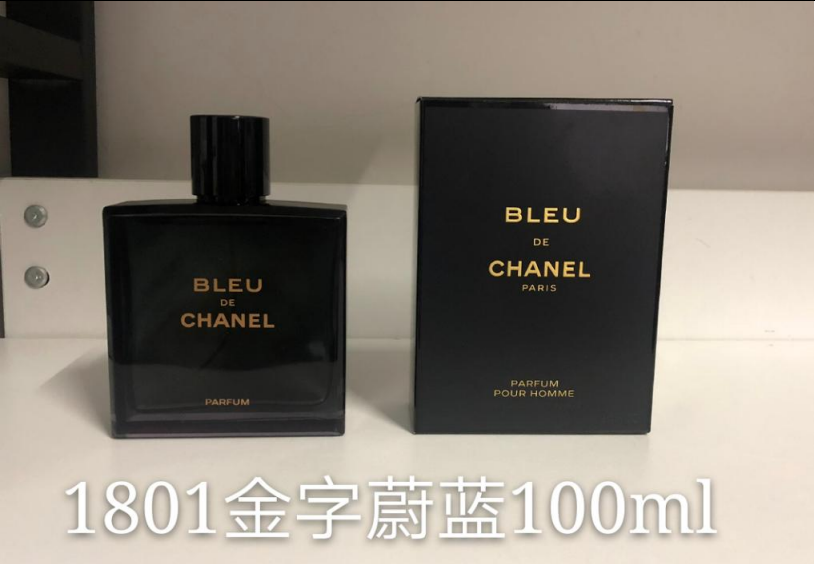 BLEU
DE
CHANEL
PARFUM
BLEU
DE
CHANEL
PARIS
PARFUM
POUR HOMME
1801金字蔚蓝100ml